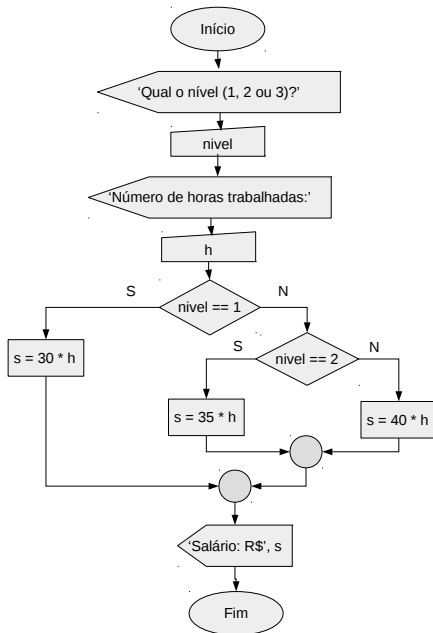 Início
‘Qual o nível (1, 2 ou 3)?’
nivel
‘Número de horas trabalhadas:’
h
S
nivel == 1
N
s = 30 * h
S
nivel == 2
N
s = 35 * h
s = 40 * h
‘Salário: R$’, s
Fim